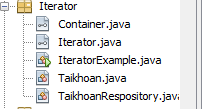 Iterator
Container.java
Iterator.java
IteratorExample.java
Taikhoan.java
TaikhoanRespository.java